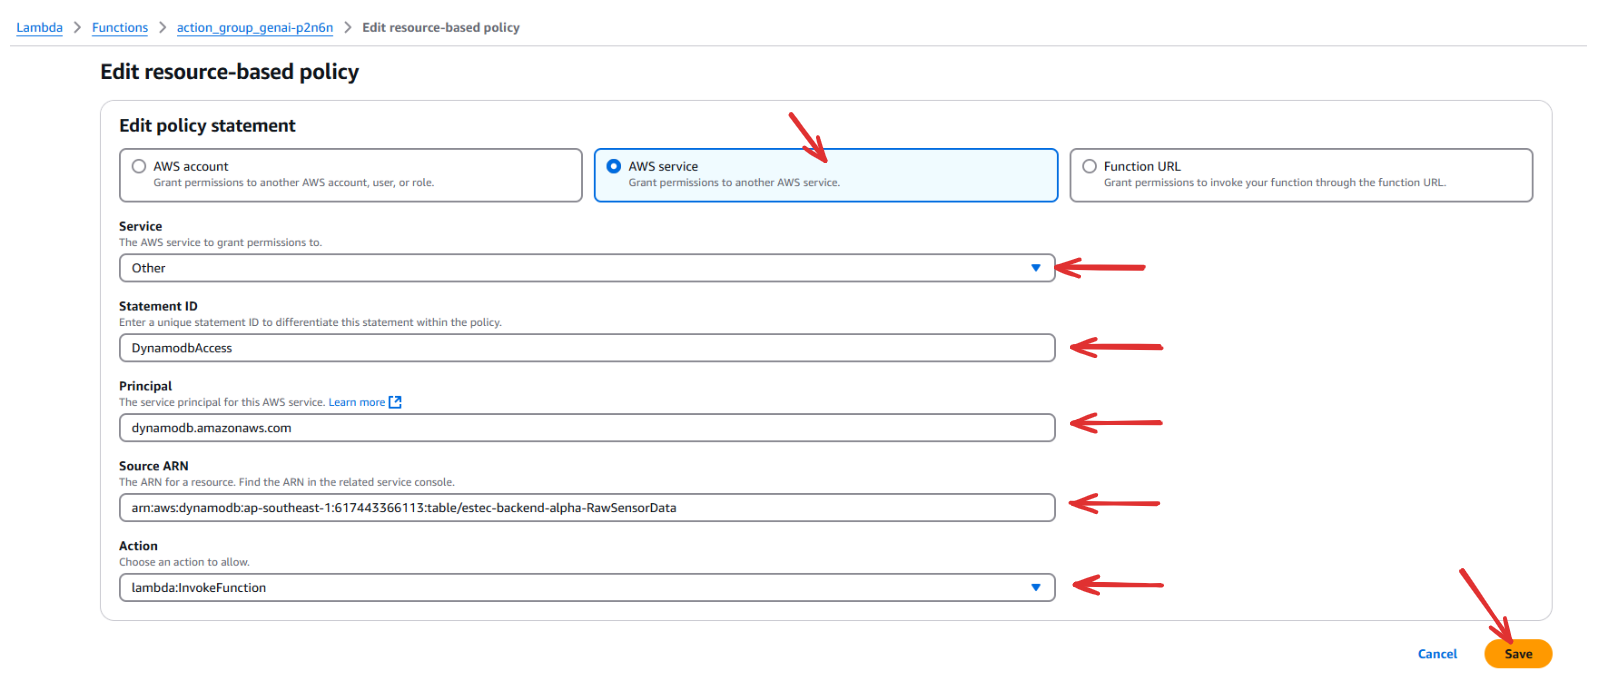 Lambda > Functions > action_group_genai-p2n6n > Edit resource-based policy
Edit resource-based policy
Edit policy statement
AWS account
Grant permissions to another AWS account, user, or role.
AWS service
Grant permissions to another AWS service.
Function URL
Grant permissions to invoke your function through the function URL.
Service
The AWS service to grant permissions to.
Other
Statement ID
Enter a unique statement ID to differentiate this statement within the policy.
DynamodbAccess
Principal
The service principal for this AWS service. Learn more
dynamodb.amazonaws.com
Source ARN
The ARN for a resource. Find the ARN in the related service console.
arn:aws:dynamodb:ap-southeast-1:617443366113:table/estec-backend-alpha-RawSensorData
Action
Choose an action to allow.
lambda:InvokeFunction
Cancel Save